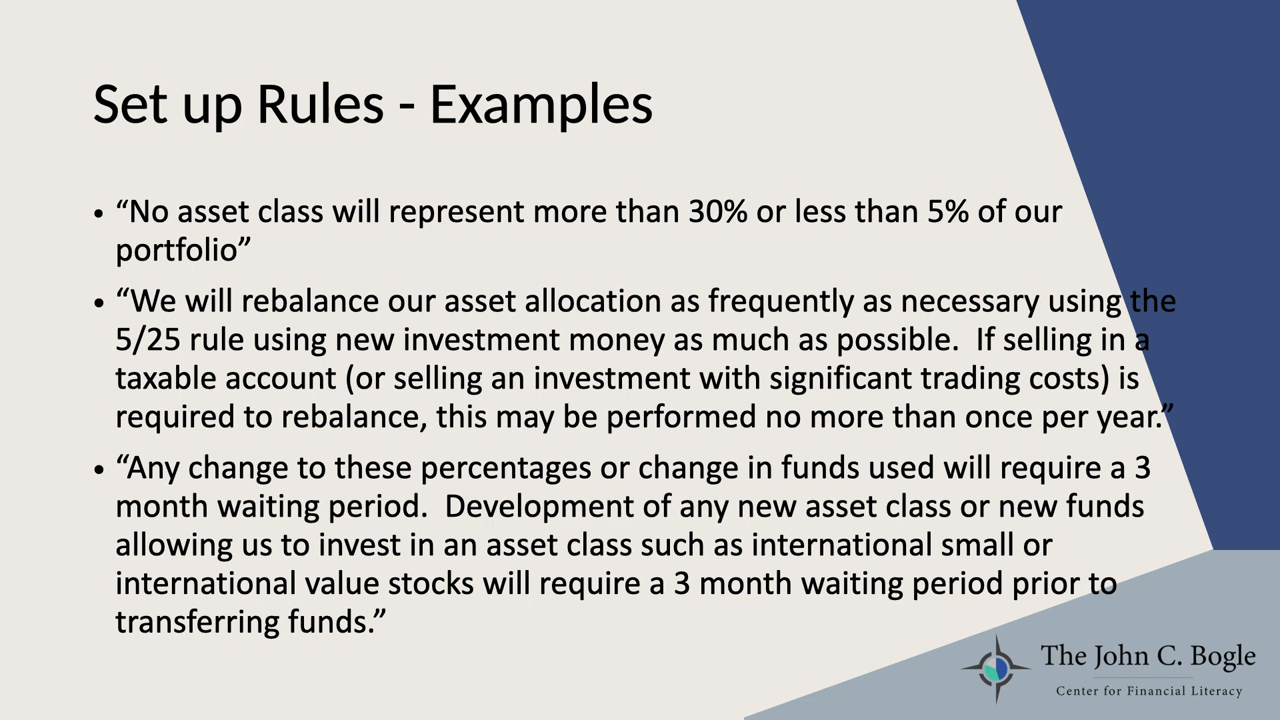 Set up Rules - Examples
• “No asset class will represent more than 30% or less than 5% of our
portfolio”
• “We will rebalance our asset allocation as frequently as necessary using the
5/25 rule using new investment money as much as possible.  If selling in a
taxable account (or selling an investment with significant trading costs) is
required to rebalance, this may be performed no more than once per year.”
• “Any change to these percentages or change in funds used will require a 3
month waiting period.  Development of any new asset class or new funds
allowing us to invest in an asset class such as international small or
international value stocks will require a 3 month waiting period prior to
transferring funds.”
The John C. Bogle
Center for Financial Literacy